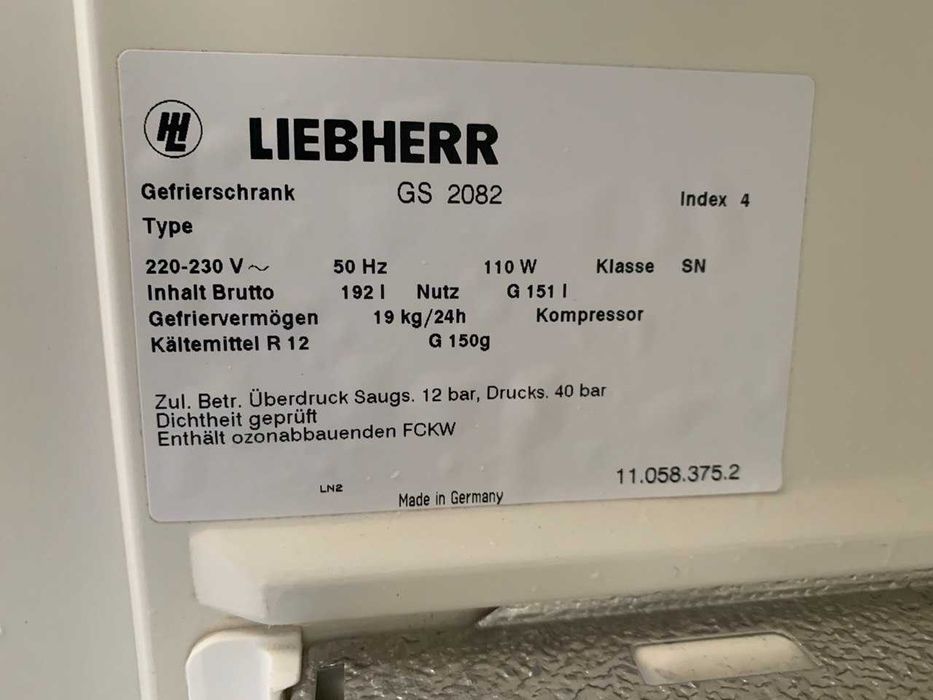 HL LIEBHERR
Gefrierschrank GS 2082 Index 4
Type
220-230 V ~ 50 Hz 110 W Klasse SN
Inhalt Brutto 192 l Nutz G 151 l
Gefriervermögen 19 kg/24h Kompressor
Kältemittel R 12 G 150g
Zul. Betr. Überdruck Saugs. 12 bar, Drucks. 40 bar
Dichtheit geprüft
Enthält ozonabbauenden FCKW
LN2 Made in Germany 11.058.375.2